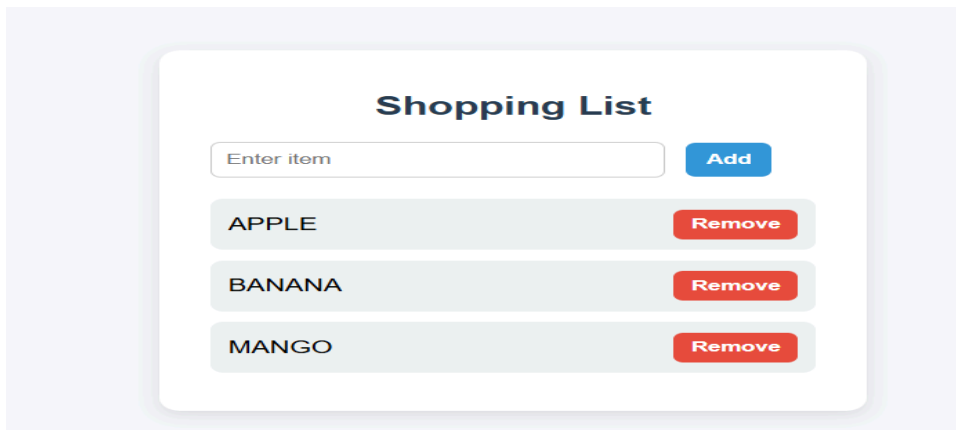 Shopping List
Enter item Add
APPLE Remove
BANANA Remove
MANGO Remove